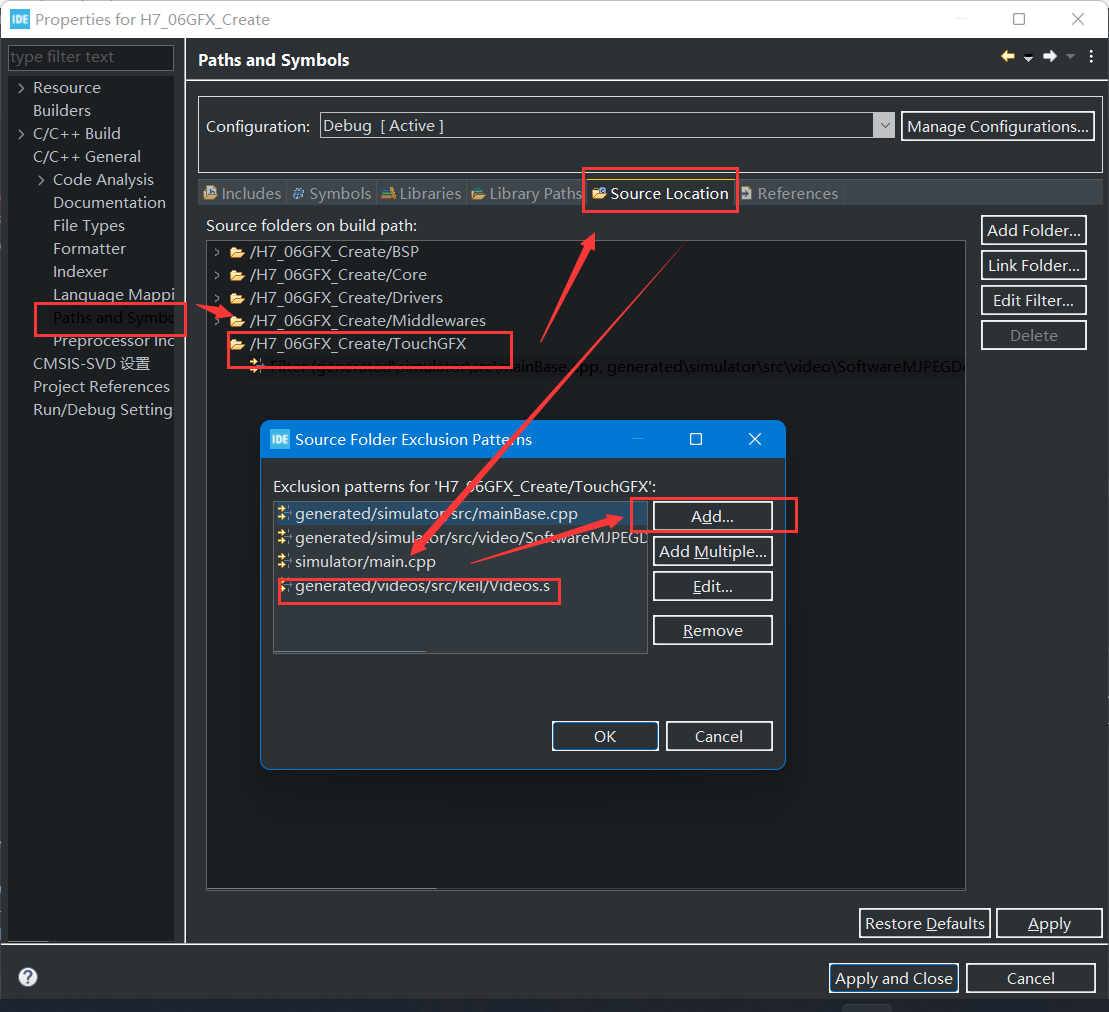 IDE Properties for H7_06GFX_Create
type filter text
Resource
Builders
C/C++ Build
C/C++ General
Code Analysis
Documentation
File Types
Formatter
Indexer
Language Mappi
Paths and Symbo
Preprocessor Inc
CMSIS-SVD 设置
Project References
Run/Debug Setting
Paths and Symbols
Configuration: Debug [ Active ] Manage Configurations...
Includes # Symbols Libraries Library Paths Source Location References
Source folders on build path:
/H7_06GFX_Create/BSP
/H7_06GFX_Create/Core
/H7_06GFX_Create/Drivers
/H7_06GFX_Create/Middlewares
/H7_06GFX_Create/TouchGFX
Filter (generated\simulator\src\mainBase.cpp, generated\simulator\src\video\SoftwareMJPEGDe
Add Folder...
Link Folder...
Edit Filter...
Delete
IDE Source Folder Exclusion Patterns
Exclusion patterns for 'H7_06GFX_Create/TouchGFX':
generated/simulator/src/mainBase.cpp
generated/simulator/src/video/SoftwareMJPEGD
simulator/main.cpp
generated/videos/src/keil/Videos.s
Add...
Add Multiple...
Edit...
Remove
OK Cancel
Restore Defaults Apply
? Apply and Close Cancel